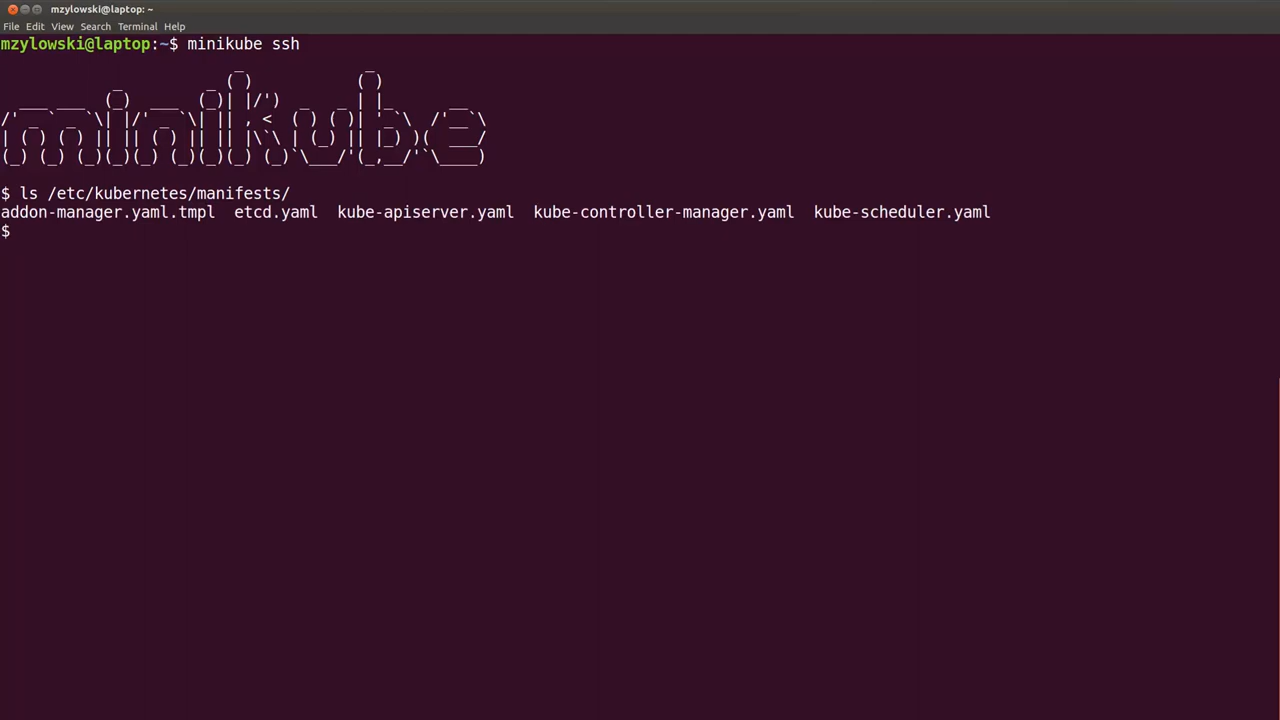 mzylowski@laptop: ~
File Edit View Search Terminal Help
mzylowski@laptop:~$ minikube ssh
minikube
$ ls /etc/kubernetes/manifests/
addon-manager.yaml.tmpl  etcd.yaml  kube-apiserver.yaml  kube-controller-manager.yaml  kube-scheduler.yaml
$